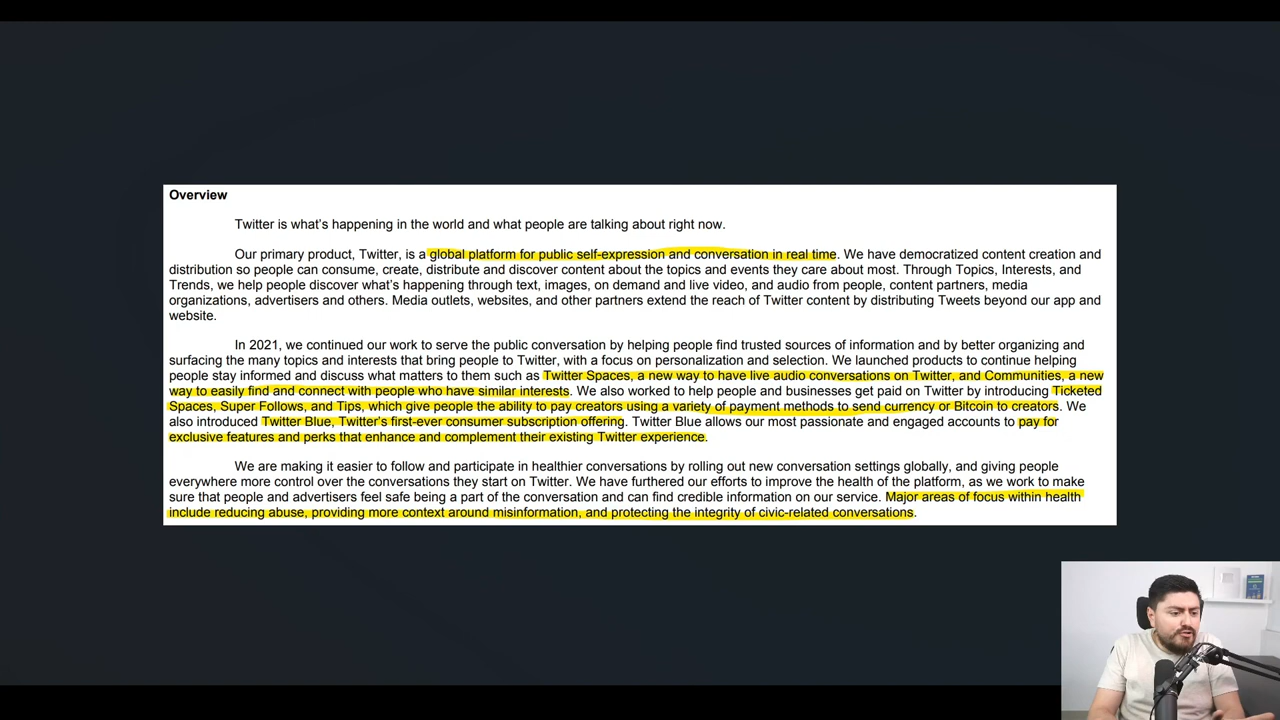 Overview
Twitter is what's happening in the world and what people are talking about right now.
Our primary product, Twitter, is a global platform for public self-expression and conversation in real time. We have democratized content creation and
distribution so people can consume, create, distribute and discover content about the topics and events they care about most. Through Topics, Interests, and
Trends, we help people discover what's happening through text, images, on demand and live video, and audio from people, content partners, media
organizations, advertisers and others. Media outlets, websites, and other partners extend the reach of Twitter content by distributing Tweets beyond our app and
website.
In 2021, we continued our work to serve the public conversation by helping people find trusted sources of information and by better organizing and
surfacing the many topics and interests that bring people to Twitter, with a focus on personalization and selection. We launched products to continue helping
people stay informed and discuss what matters to them such as Twitter Spaces, a new way to have live audio conversations on Twitter, and Communities, a new
way to easily find and connect with people who have similar interests. We also worked to help people and businesses get paid on Twitter by introducing Ticketed
Spaces, Super Follows, and Tips, which give people the ability to pay creators using a variety of payment methods to send currency or Bitcoin to creators. We
also introduced Twitter Blue, Twitter's first-ever consumer subscription offering. Twitter Blue allows our most passionate and engaged accounts to pay for
exclusive features and perks that enhance and complement their existing Twitter experience.
We are making it easier to follow and participate in healthier conversations by rolling out new conversation settings globally, and giving people
everywhere more control over the conversations they start on Twitter. We have furthered our efforts to improve the health of the platform, as we work to make
sure that people and advertisers feel safe being a part of the conversation and can find credible information on our service. Major areas of focus within health
include reducing abuse, providing more context around misinformation, and protecting the integrity of civic-related conversations.